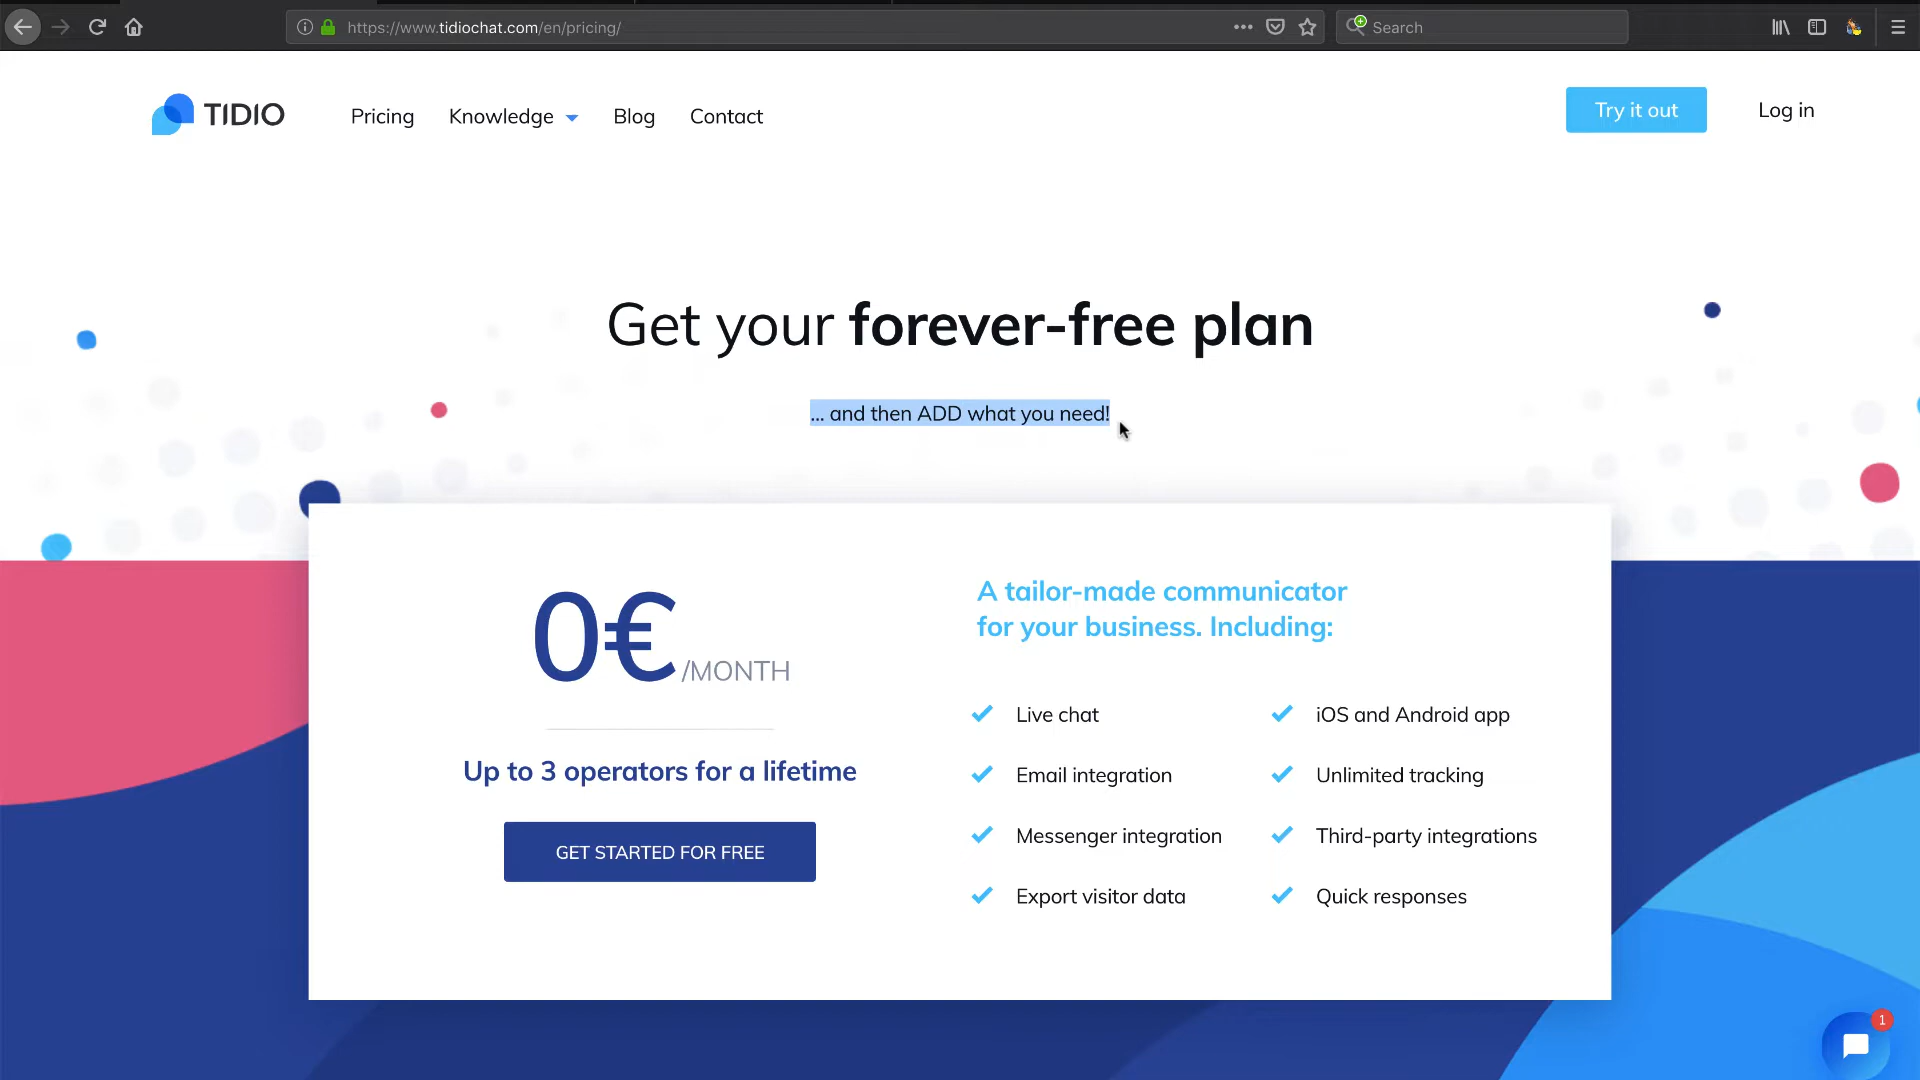 https://www.tidiochat.com/en/pricing/
Search
TIDIO
Pricing
Knowledge
Blog
Contact
Try it out
Log in
Get your forever-free plan
... and then ADD what you need!
0€/MONTH
Up to 3 operators for a lifetime
GET STARTED FOR FREE
A tailor-made communicator
for your business. Including:
Live chat
iOS and Android app
Email integration
Unlimited tracking
Messenger integration
Third-party integrations
Export visitor data
Quick responses
1